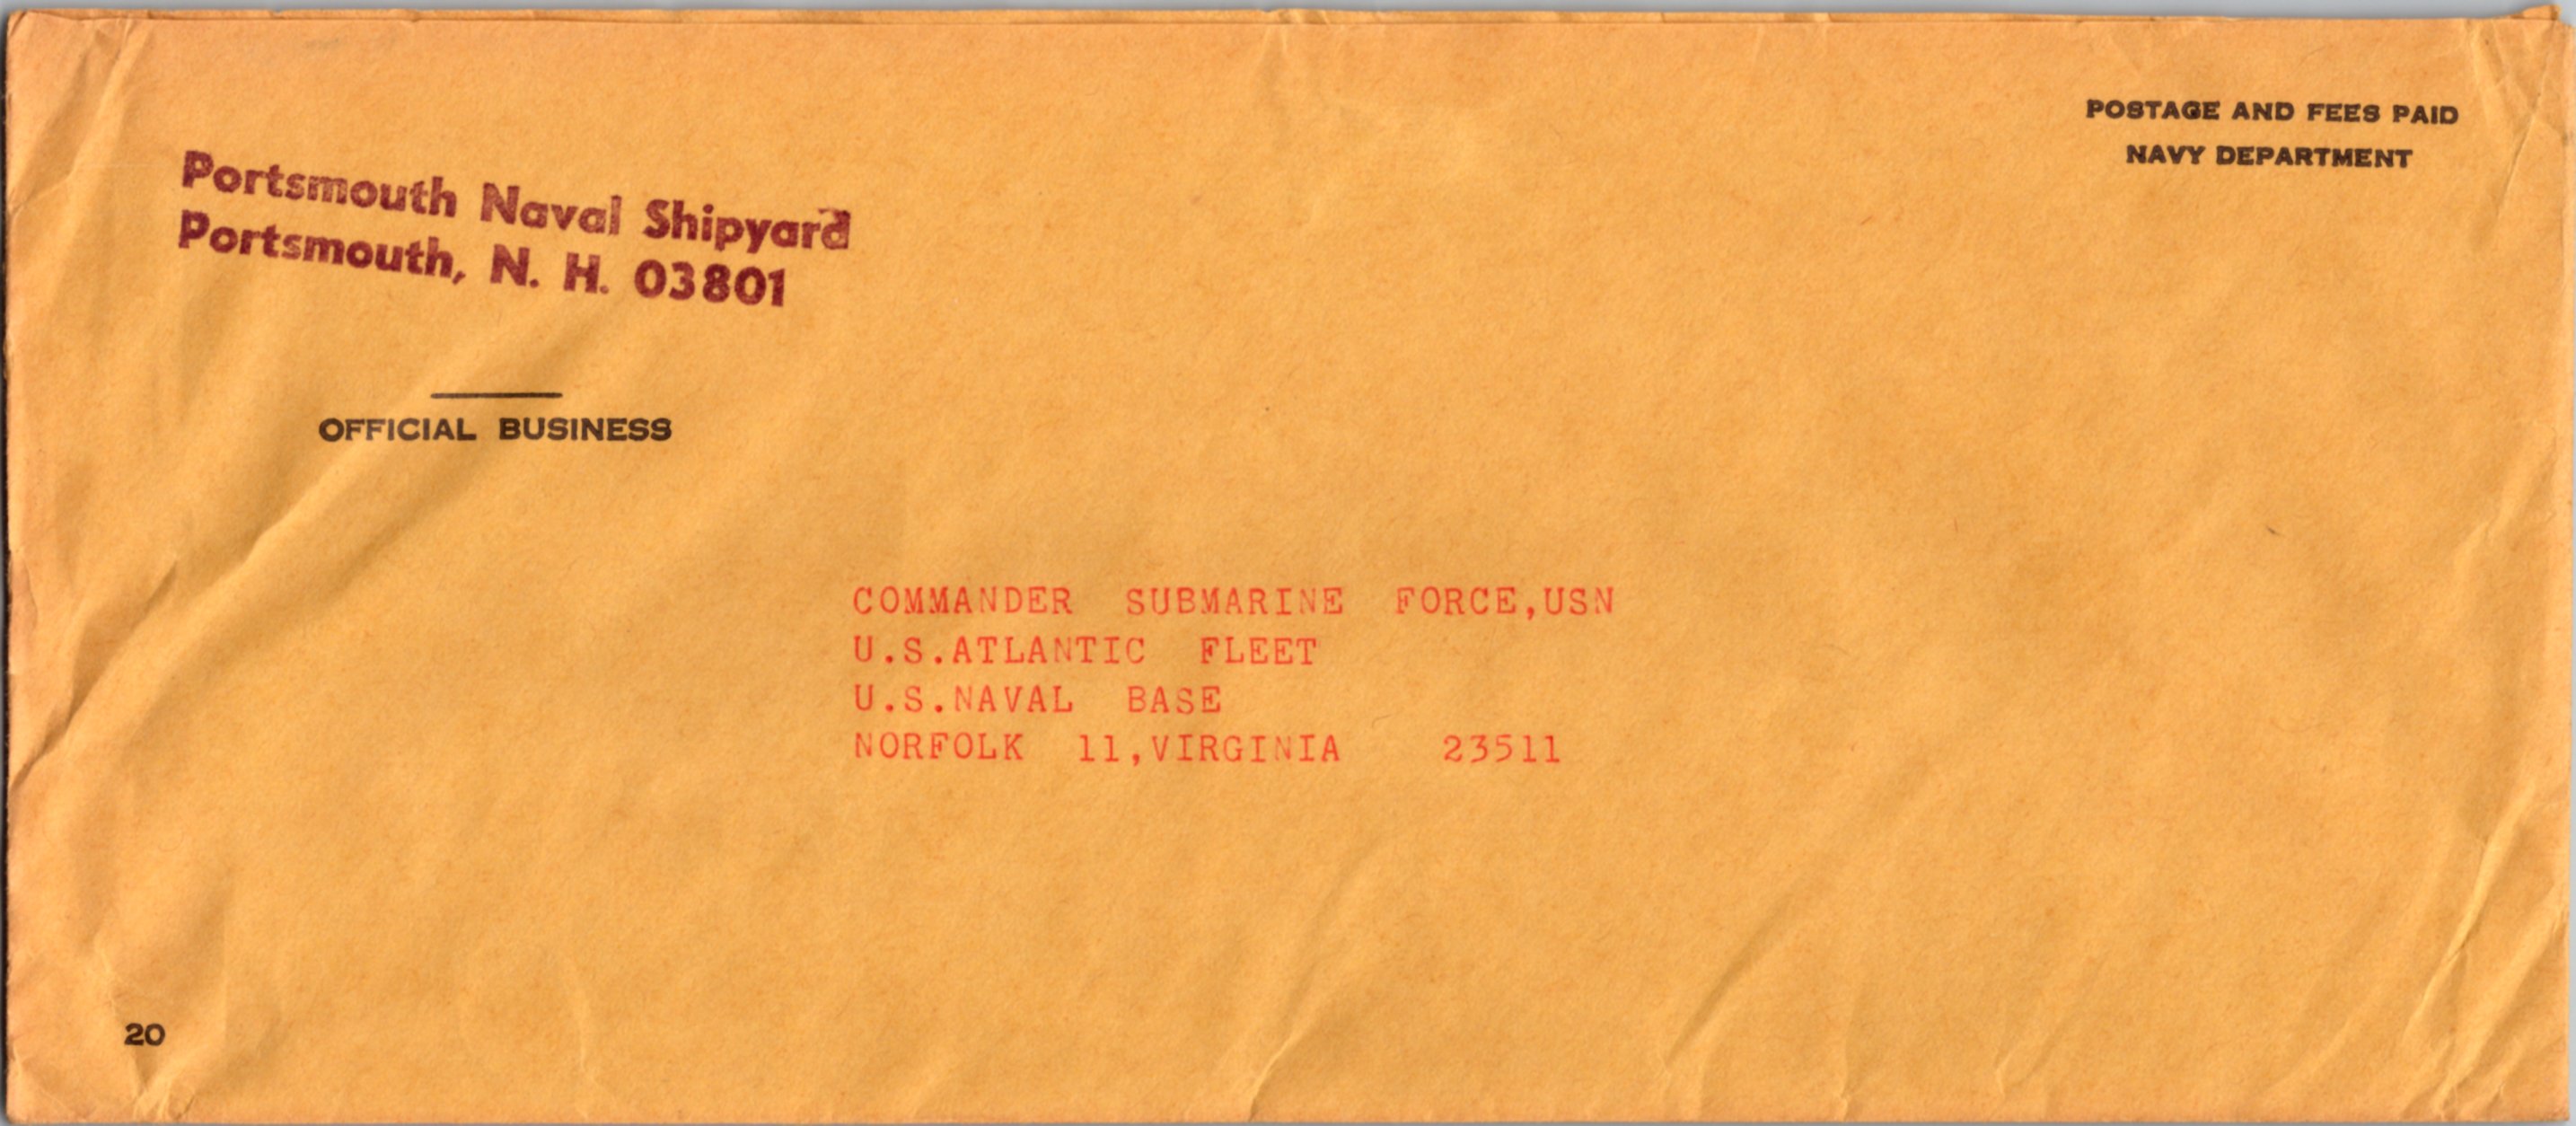 Portsmouth Naval Shipyard
Portsmouth, N. H. 03801
OFFICIAL BUSINESS
POSTAGE AND FEES PAID
NAVY DEPARTMENT
COMMANDER SUBMARINE FORCE,USN
U.S.ATLANTIC FLEET
U.S.NAVAL BASE
NORFOLK 11,VIRGINIA 23511
20